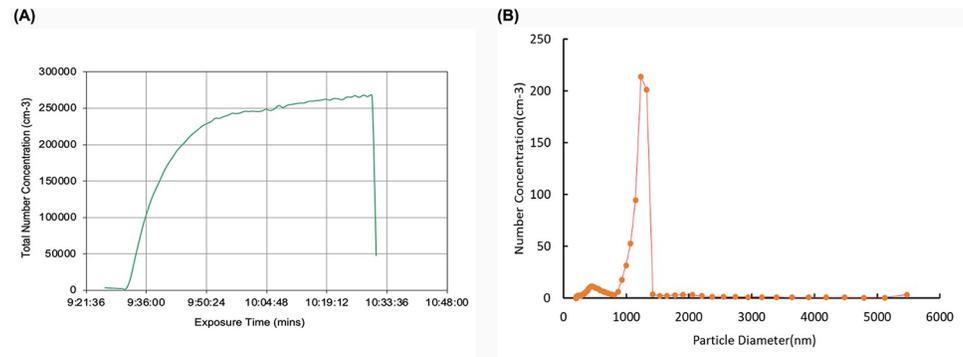 (A)
300000
250000
200000
150000
100000
50000
0
Total Number Concentration (cm-3)
9:21:36 9:36:00 9:50:24 10:04:48 10:19:12 10:33:36 10:48:00
Exposure Time (mins)
(B)
250
200
150
100
50
0
Number Concentration(cm-3)
0 1000 2000 3000 4000 5000 6000
Particle Diameter(nm)